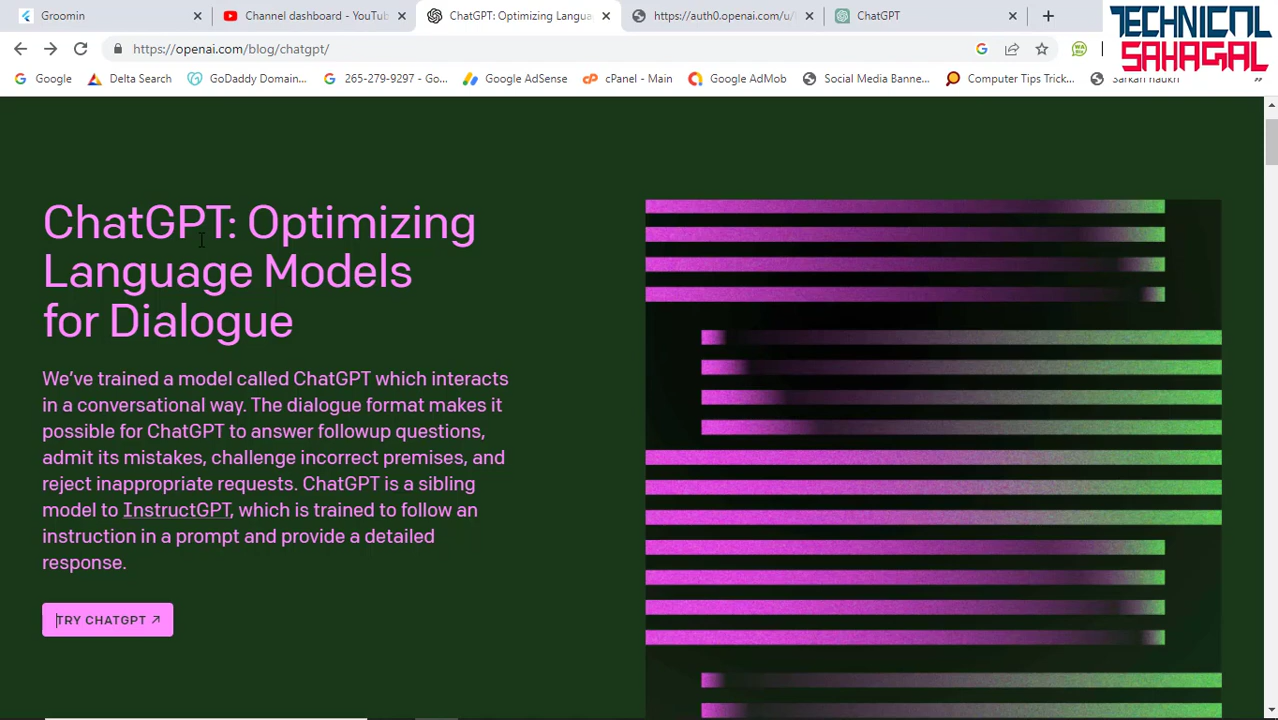 Groomin
Channel dashboard - YouTu
ChatGPT: Optimizing Langua
https://auth0.openai.com/u/
ChatGPT
TECHNICOL
SAHAGAL
https://openai.com/blog/chatgpt/
Google
Delta Search
GoDaddy Domain...
265-279-9297 - Go...
Google AdSense
cPanel - Main
Google AdMob
Social Media Banne...
Computer Tips Trick...
Sarkari Naukri
ChatGPT: Optimizing
Language Models
for Dialogue
We've trained a model called ChatGPT which interacts
in a conversational way. The dialogue format makes it
possible for ChatGPT to answer followup questions,
admit its mistakes, challenge incorrect premises, and
reject inappropriate requests. ChatGPT is a sibling
model to InstructGPT, which is trained to follow an
instruction in a prompt and provide a detailed
response.
TRY CHATGPT ↗